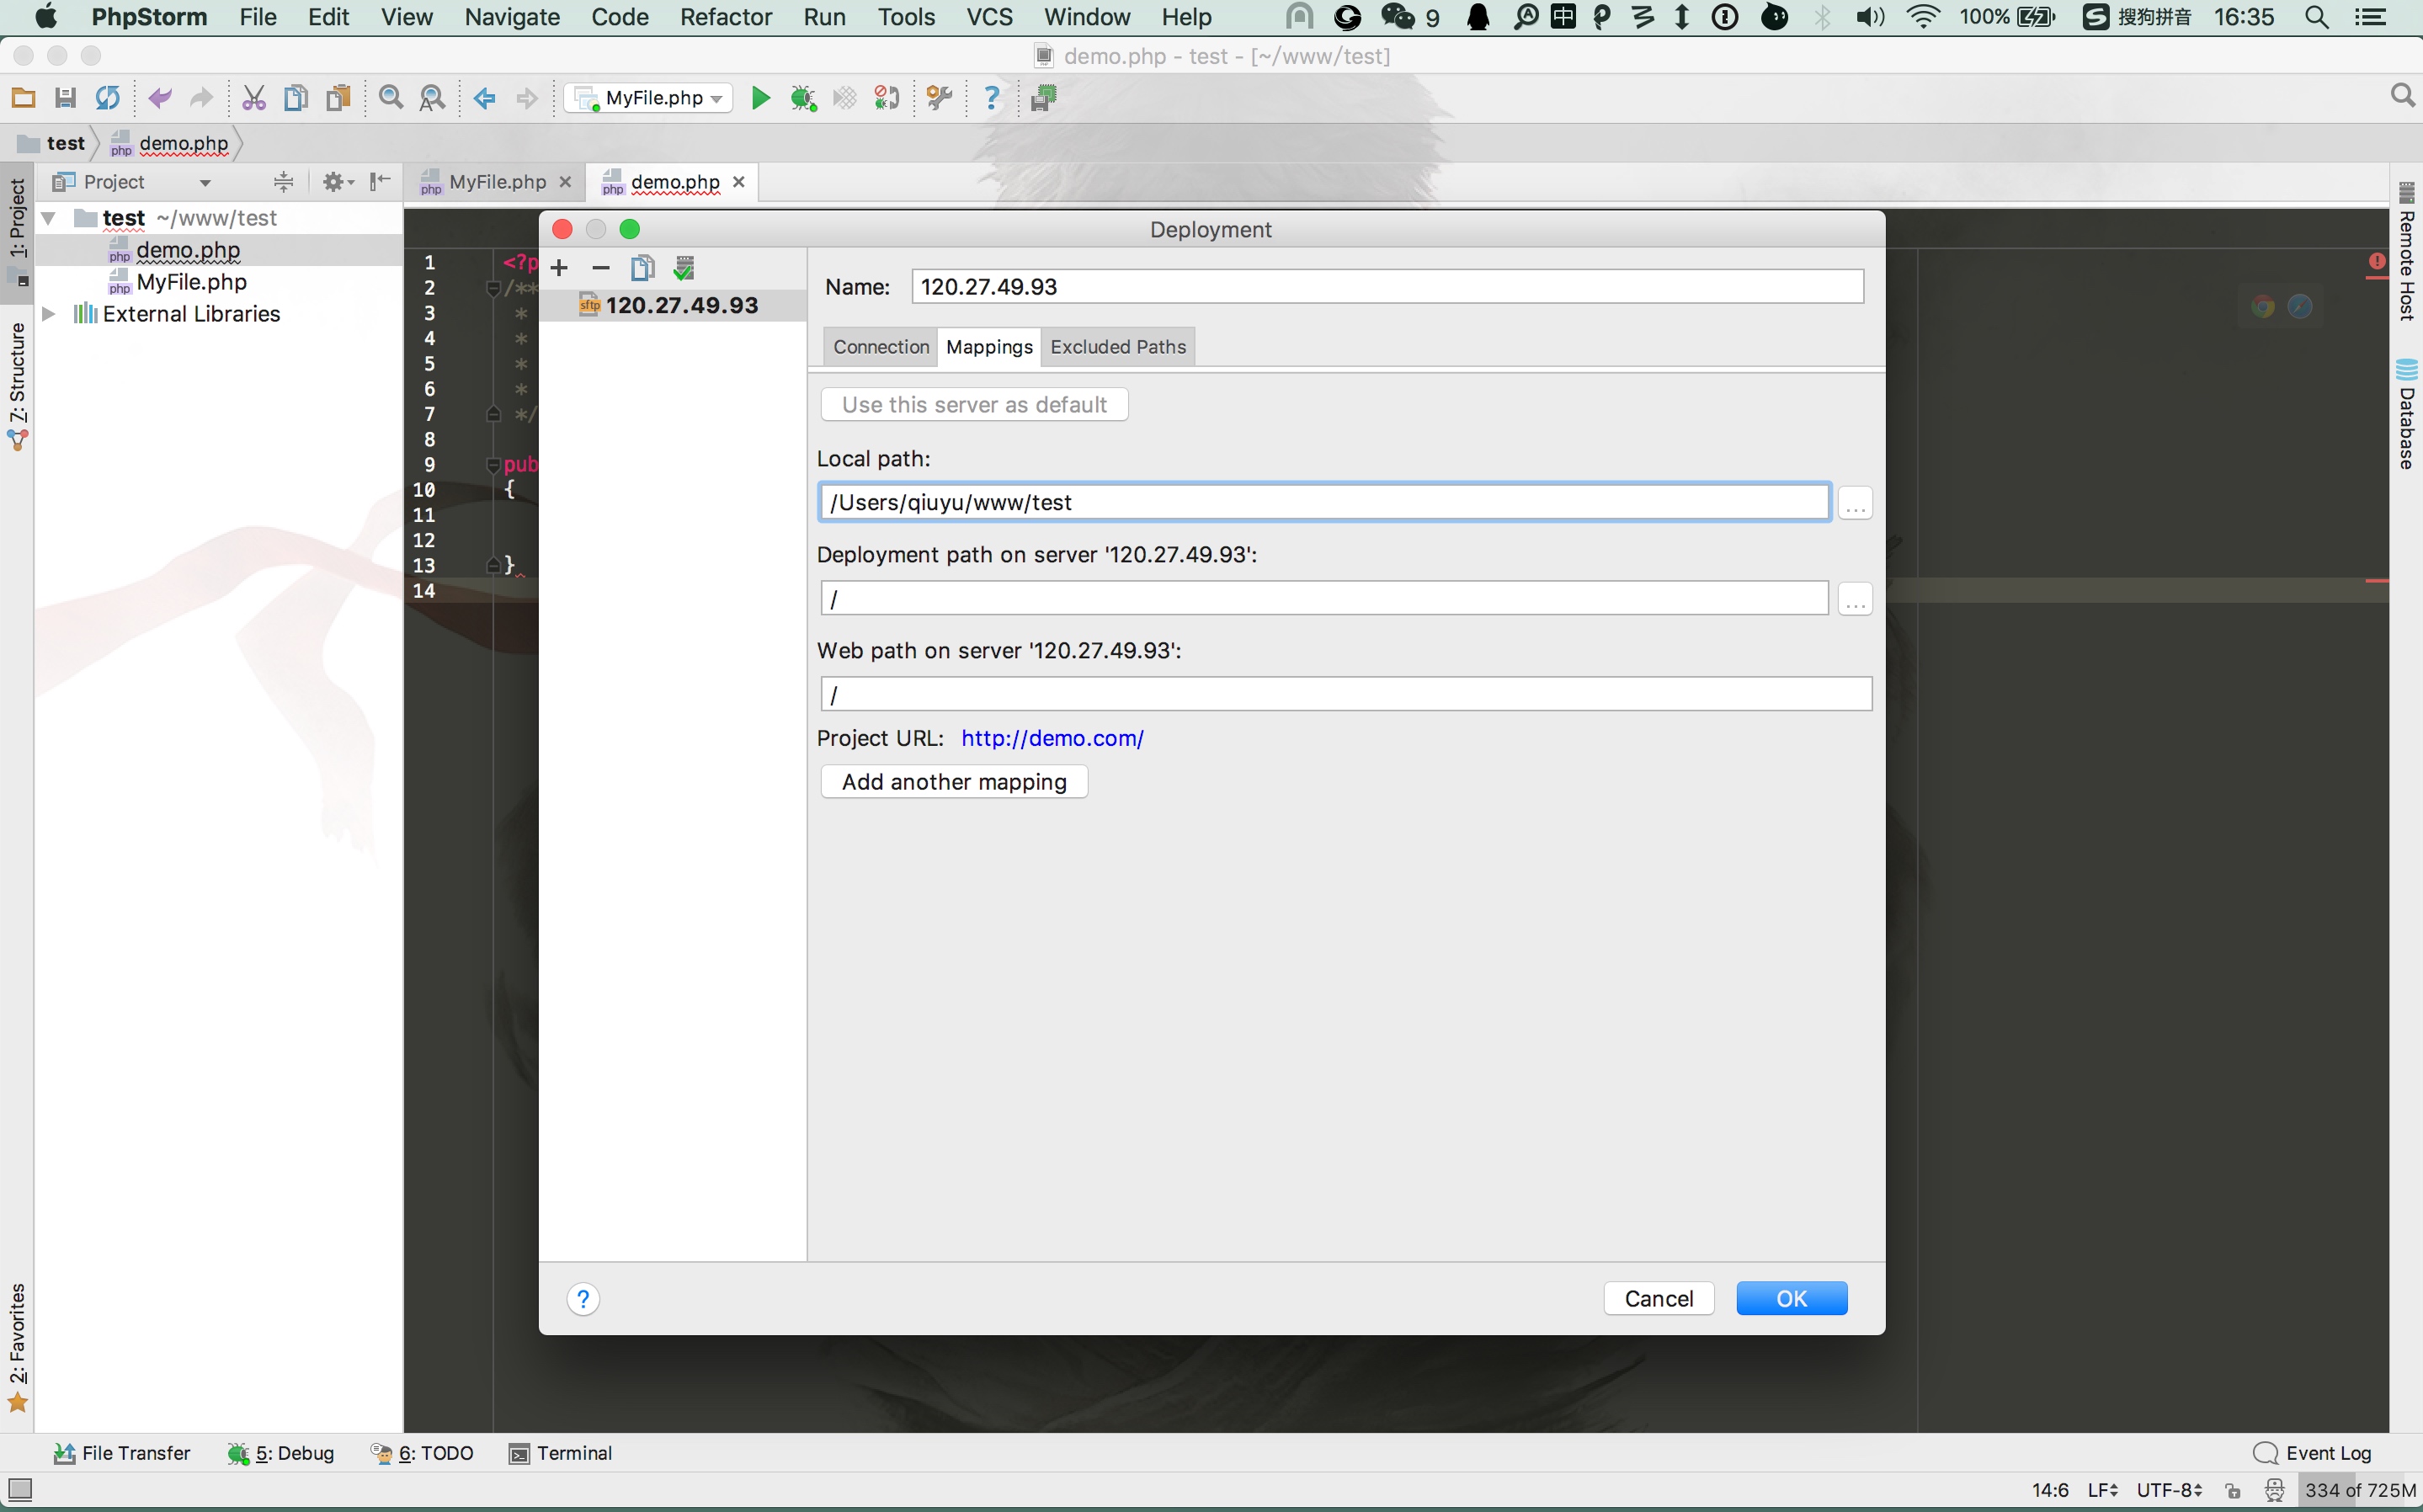 PhpStorm File Edit View Navigate Code Refactor Run Tools VCS Window Help 9 中 100% 搜狗拼音 16:35
demo.php - test - [~/www/test]
MyFile.php
test demo.php
Project
MyFile.php demo.php
1: Project
7: Structure
2: Favorites
test ~/www/test
demo.php
MyFile.php
External Libraries
1 <?p
2 /**
3 *
4 *
5 *
6 *
7 */
8
9 pub
10 {
11
12
13 }
14
Deployment
sftp 120.27.49.93
Name: 120.27.49.93
Connection Mappings Excluded Paths
Use this server as default
Local path:
/Users/qiuyu/www/test
...
Deployment path on server '120.27.49.93':
/
...
Web path on server '120.27.49.93':
/
Project URL: http://demo.com/
Add another mapping
? Cancel OK
Remote Host
Database
File Transfer 5: Debug 6: TODO Terminal Event Log
14:6 LF UTF-8 334 of 725M